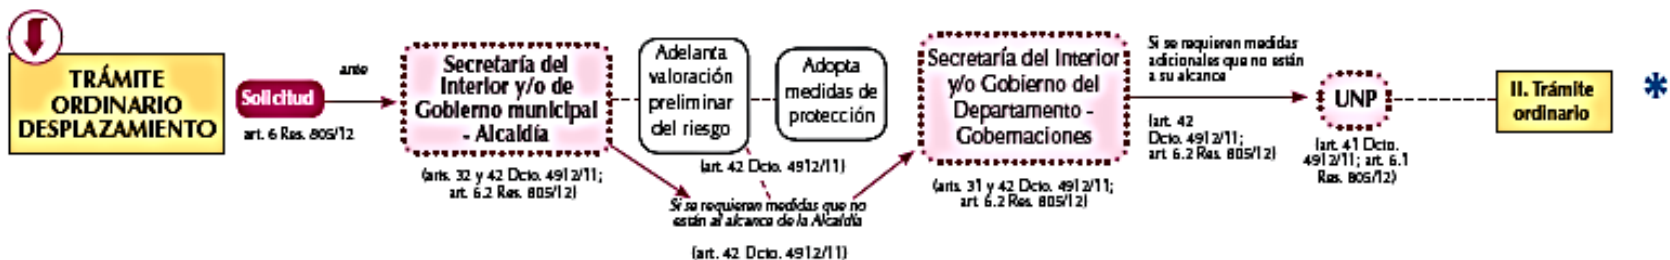 TRÁMITE
ORDINARIO
DESPLAZAMIENTO
Solicitud
art. 6 Res. 805/12
ante
Secretaría del
Interior y/o de
Gobierno municipal
- Alcaldía
(arts. 32 y 42 Dcto. 4912/11;
art. 6.2 Res. 805/12)
Adelanta
valoración
preliminar
del riesgo
Adopta
medidas de
protección
(art. 42 Dcto. 4912/11)
Si se requieren medidas que no
están al alcance de la Alcaldía
(art. 42 Dcto. 4912/11)
Secretaría del Interior
y/o Gobierno del
Departamento -
Gobernaciones
(arts. 31 y 42 Dcto. 4912/11;
art. 6.2 Res. 805/12)
Si se requieren medidas
adicionales que no están
a su alcance
(art. 42
Dcto. 4912/11;
art. 6.2 Res. 805/12)
UNP
(art. 41 Dcto.
4912/11; art. 6.1
Res. 805/12)
II. Trámite
ordinario
*